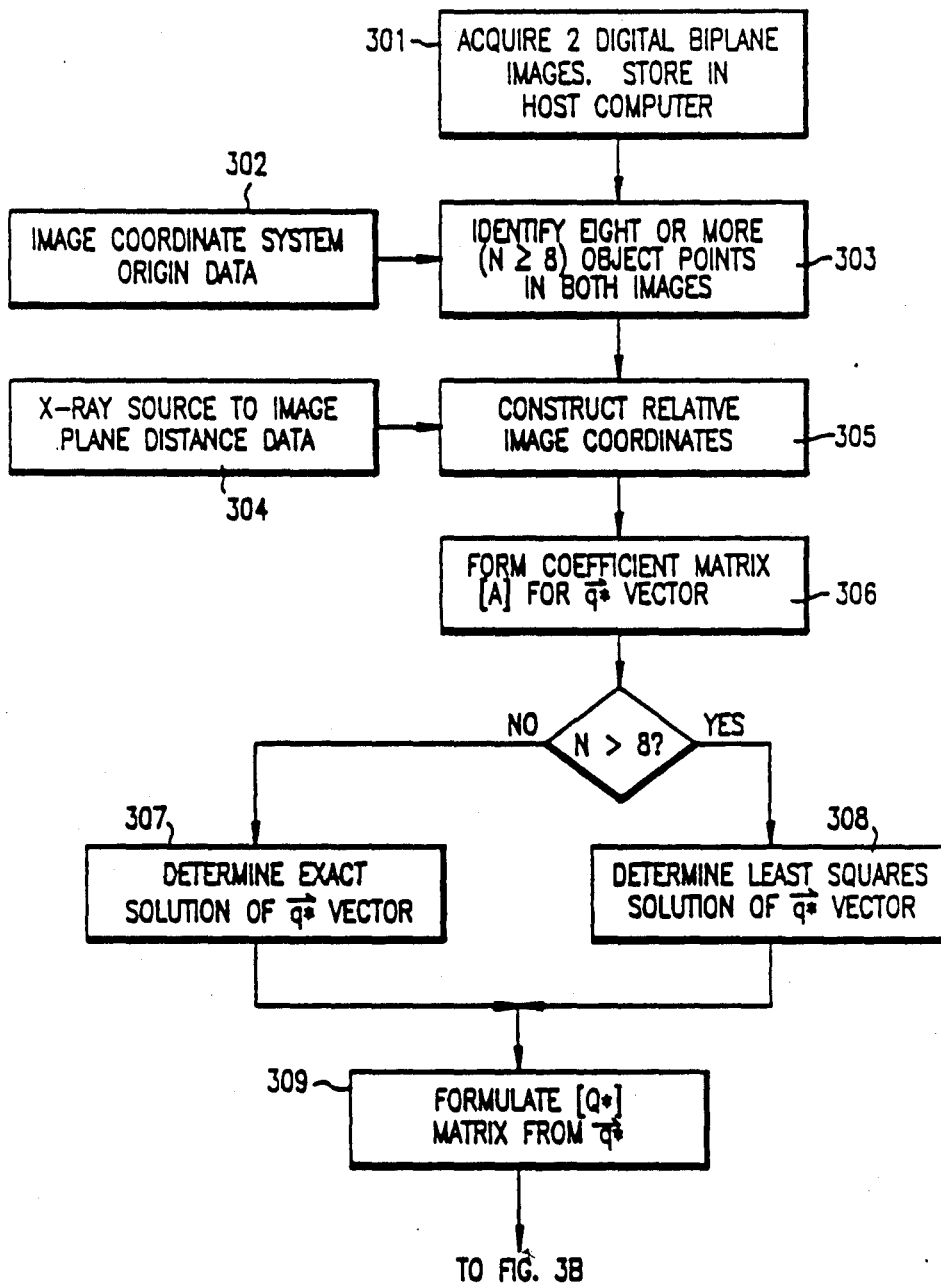 301
ACQUIRE 2 DIGITAL BIPLANE
IMAGES. STORE IN
HOST COMPUTER
302
IMAGE COORDINATE SYSTEM
ORIGIN DATA
IDENTIFY EIGHT OR MORE
(N ≥ 8) OBJECT POINTS
IN BOTH IMAGES
303
X-RAY SOURCE TO IMAGE
PLANE DISTANCE DATA
304
CONSTRUCT RELATIVE
IMAGE COORDINATES
305
FORM COEFFICIENT MATRIX
[A] FOR q⃗* VECTOR
306
NO
N > 8?
YES
307
DETERMINE EXACT
SOLUTION OF q⃗* VECTOR
308
DETERMINE LEAST SQUARES
SOLUTION OF q⃗* VECTOR
309
FORMULATE [Q*]
MATRIX FROM q⃗*
TO FIG. 3B